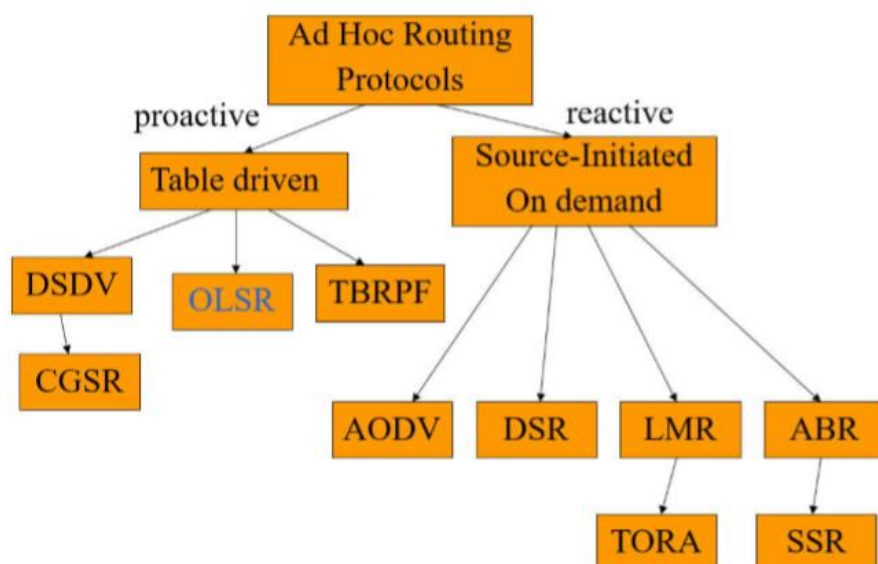 Ad Hoc Routing
Protocols
proactive
reactive
Table driven
Source-Initiated
On demand
DSDV
OLSR
TBRPF
CGSR
AODV
DSR
LMR
ABR
TORA
SSR